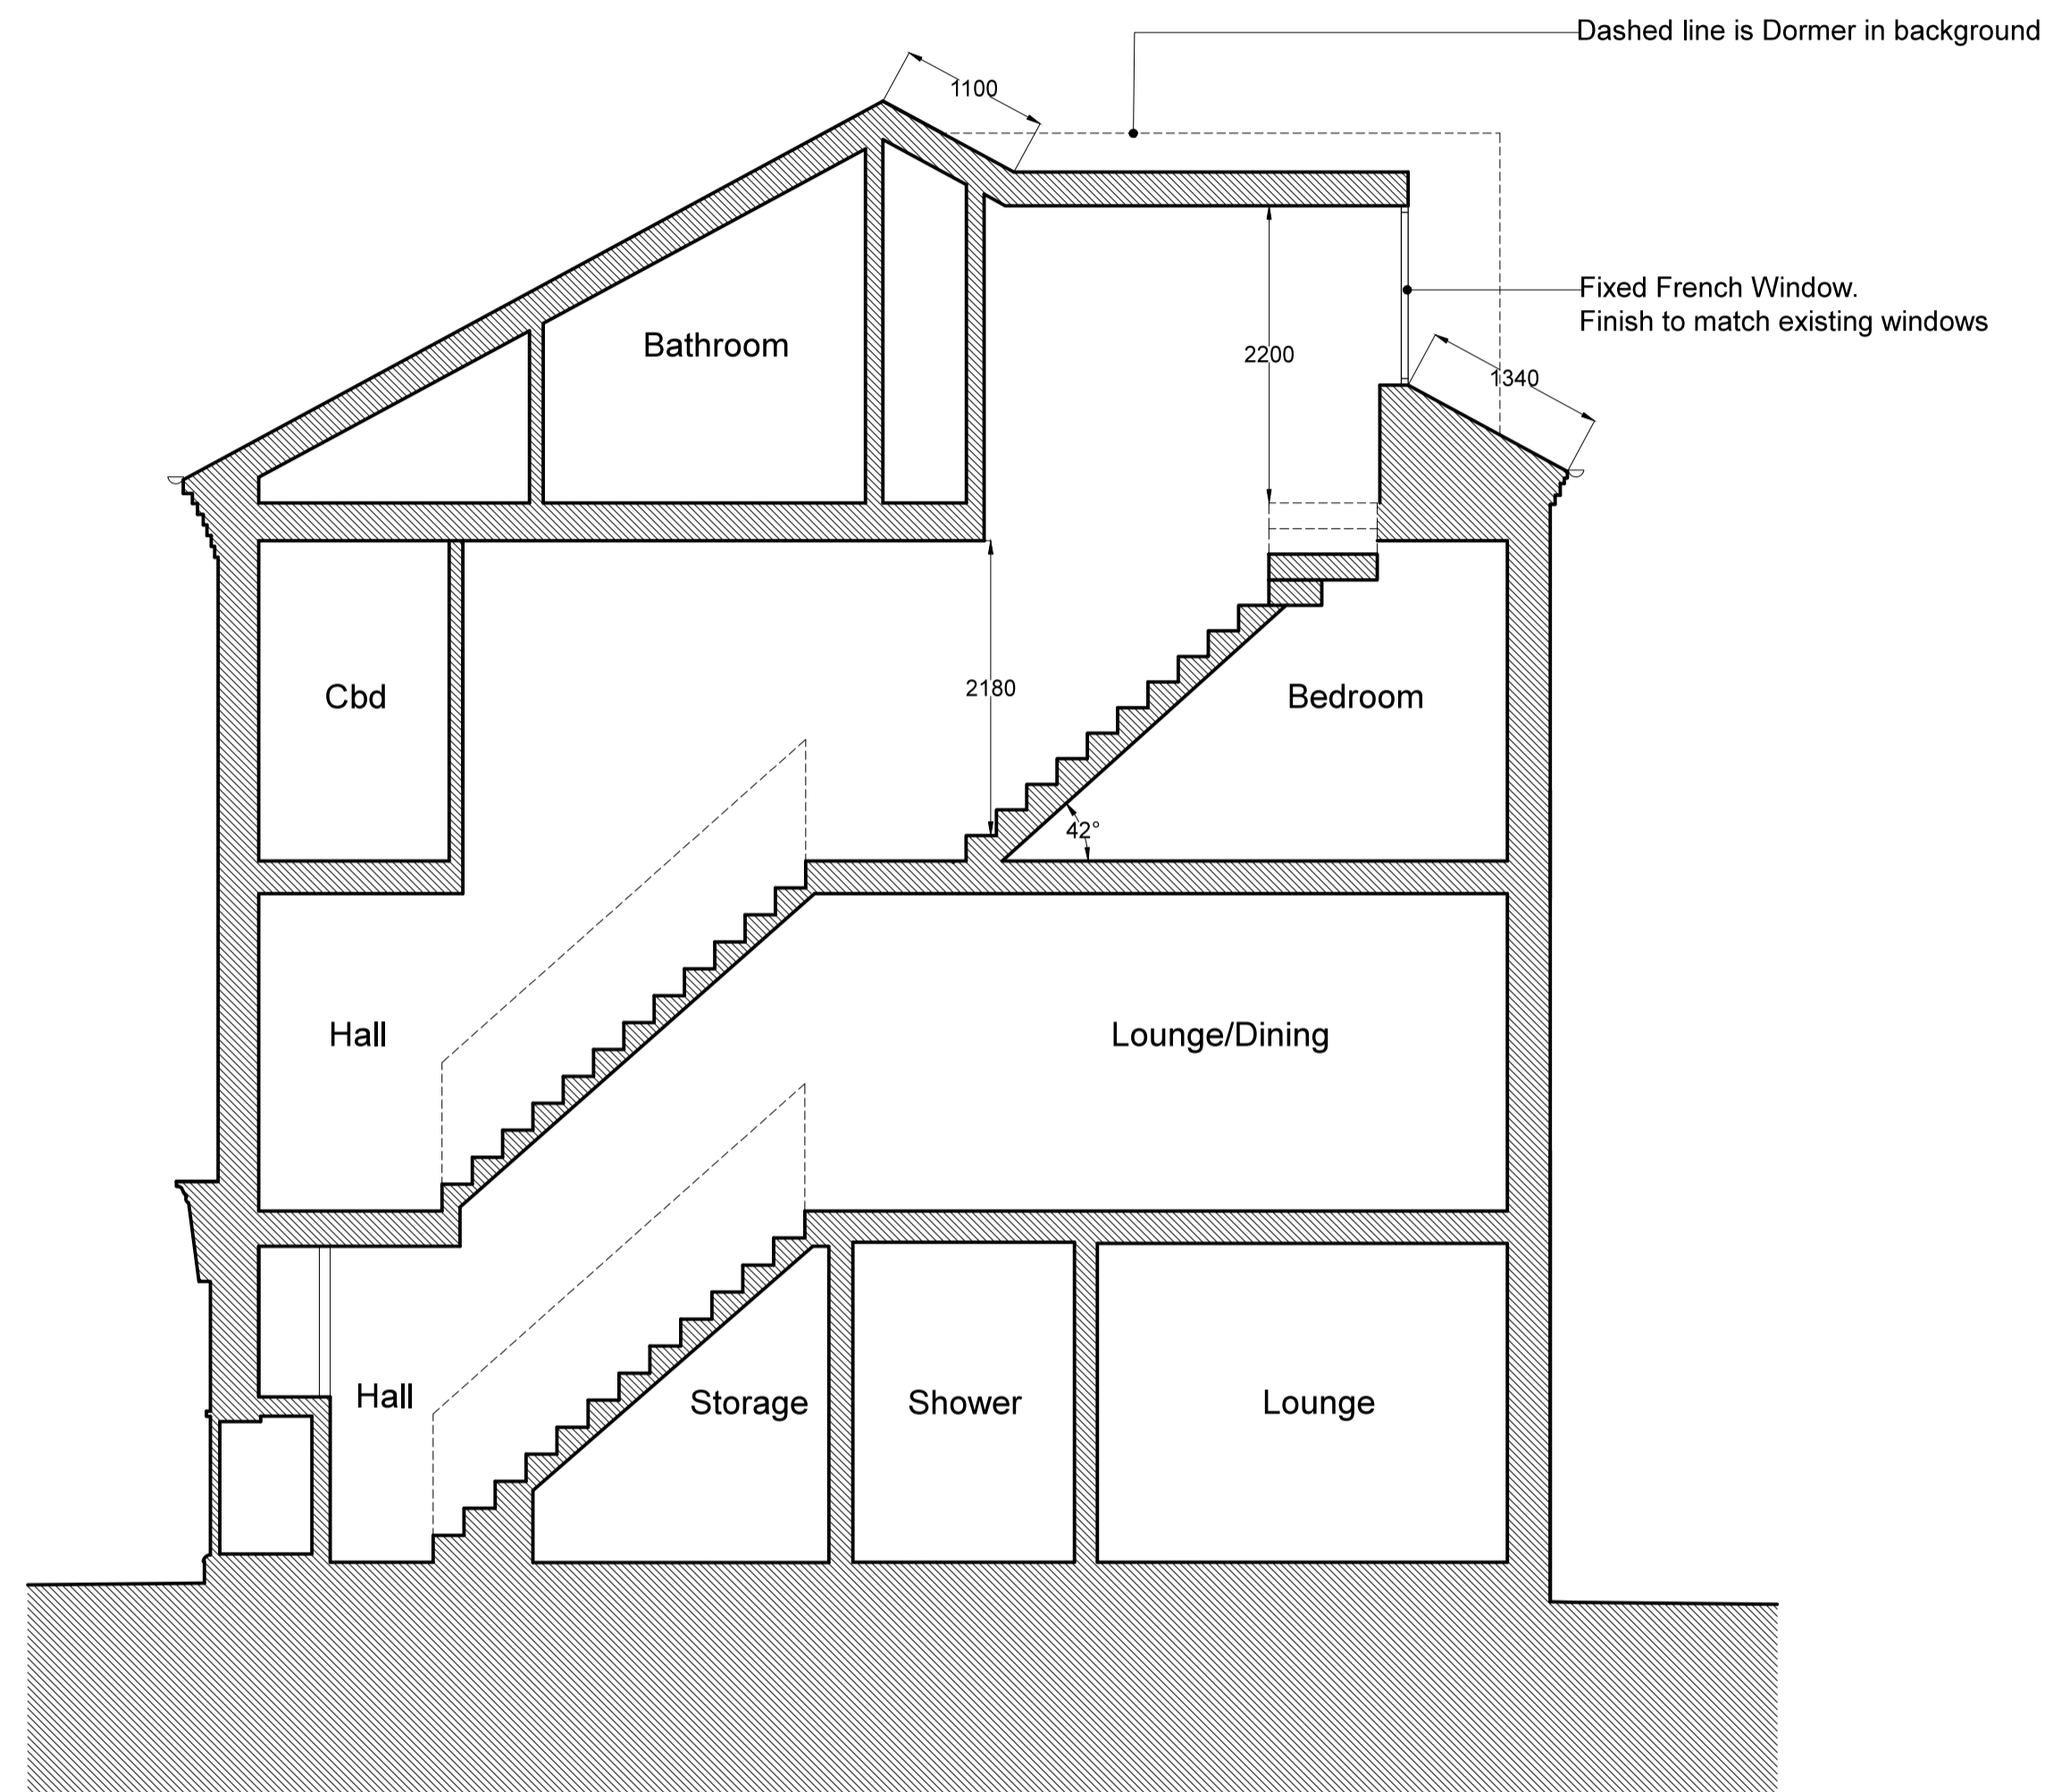 Dashed line is Dormer in background
1100
Fixed French Window.
Finish to match existing windows
Bathroom
2200
1340
Cbd
2180
Bedroom
42°
Hall
Lounge/Dining
Hall
Storage
Shower
Lounge